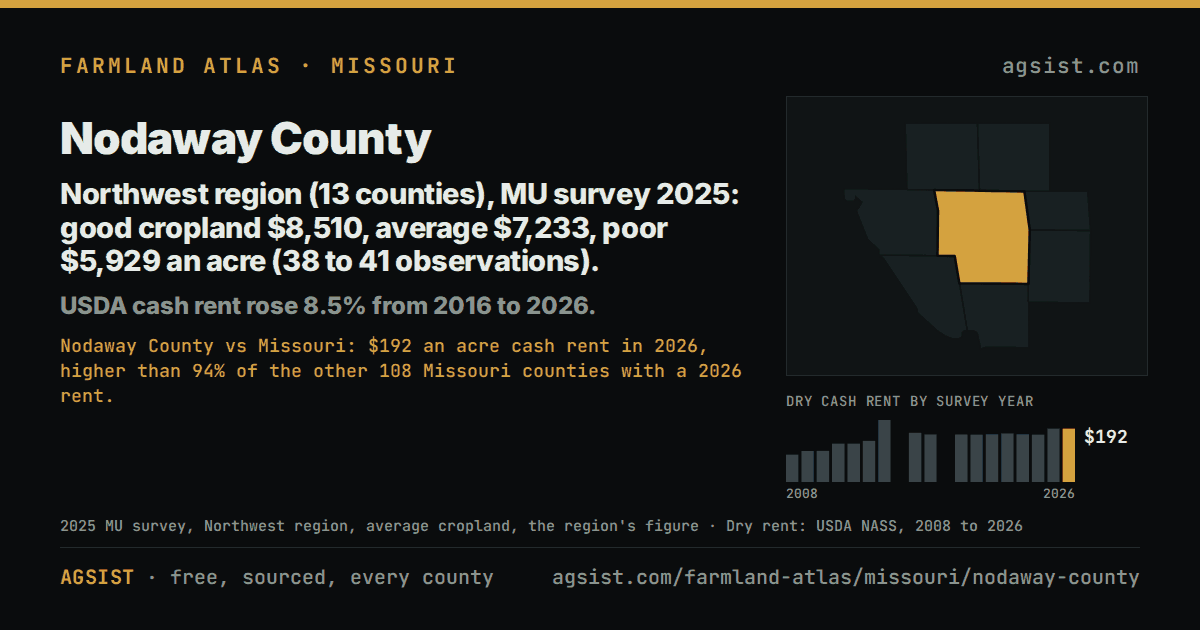 FARMLAND ATLAS · MISSOURI
agsist.com
Nodaway County
Northwest region (13 counties), MU survey 2025:
good cropland $8,510, average $7,233, poor
$5,929 an acre (38 to 41 observations).
USDA cash rent rose 8.5% from 2016 to 2026.
Nodaway County vs Missouri: $192 an acre cash rent in 2026,
higher than 94% of the other 108 Missouri counties with a 2026
rent.
DRY CASH RENT BY SURVEY YEAR
$192
2008
2026
2025 MU survey, Northwest region, average cropland, the region's figure · Dry rent: USDA NASS, 2008 to 2026
AGSIST · free, sourced, every county
agsist.com/farmland-atlas/missouri/nodaway-county